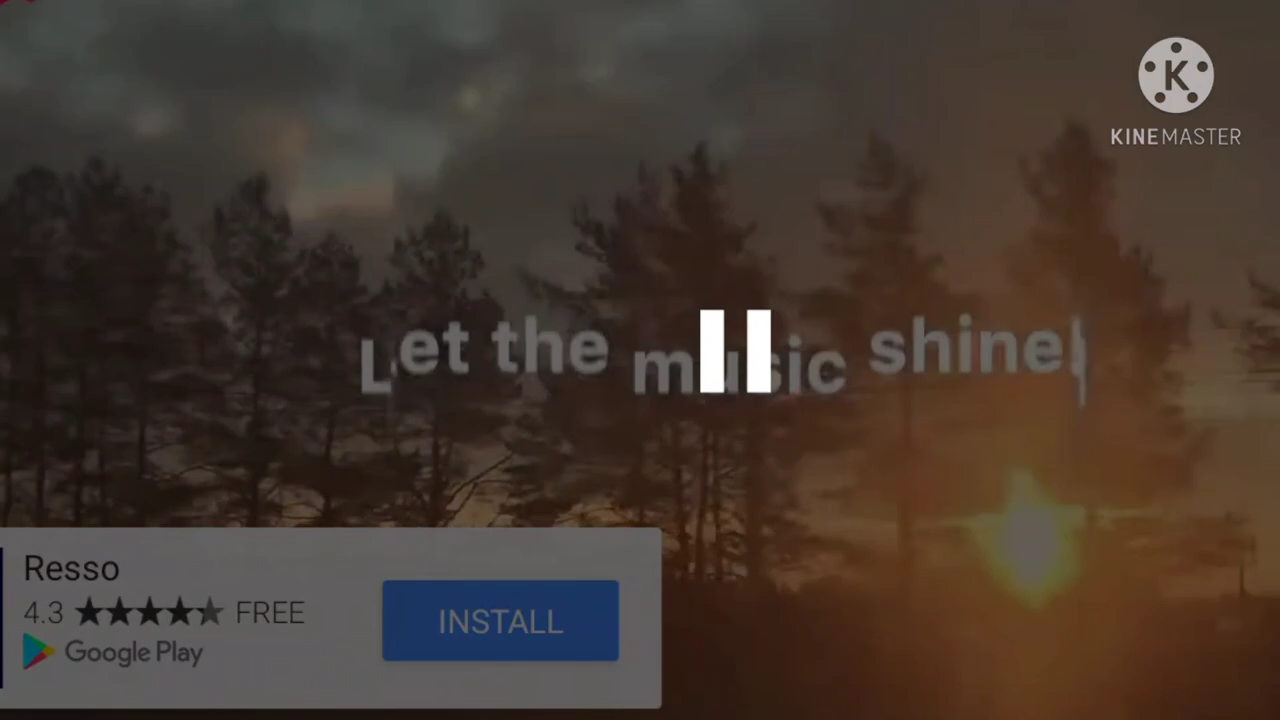 K
KINEMASTER
Let the music shine
Resso
4.3 FREE
INSTALL
Google Play